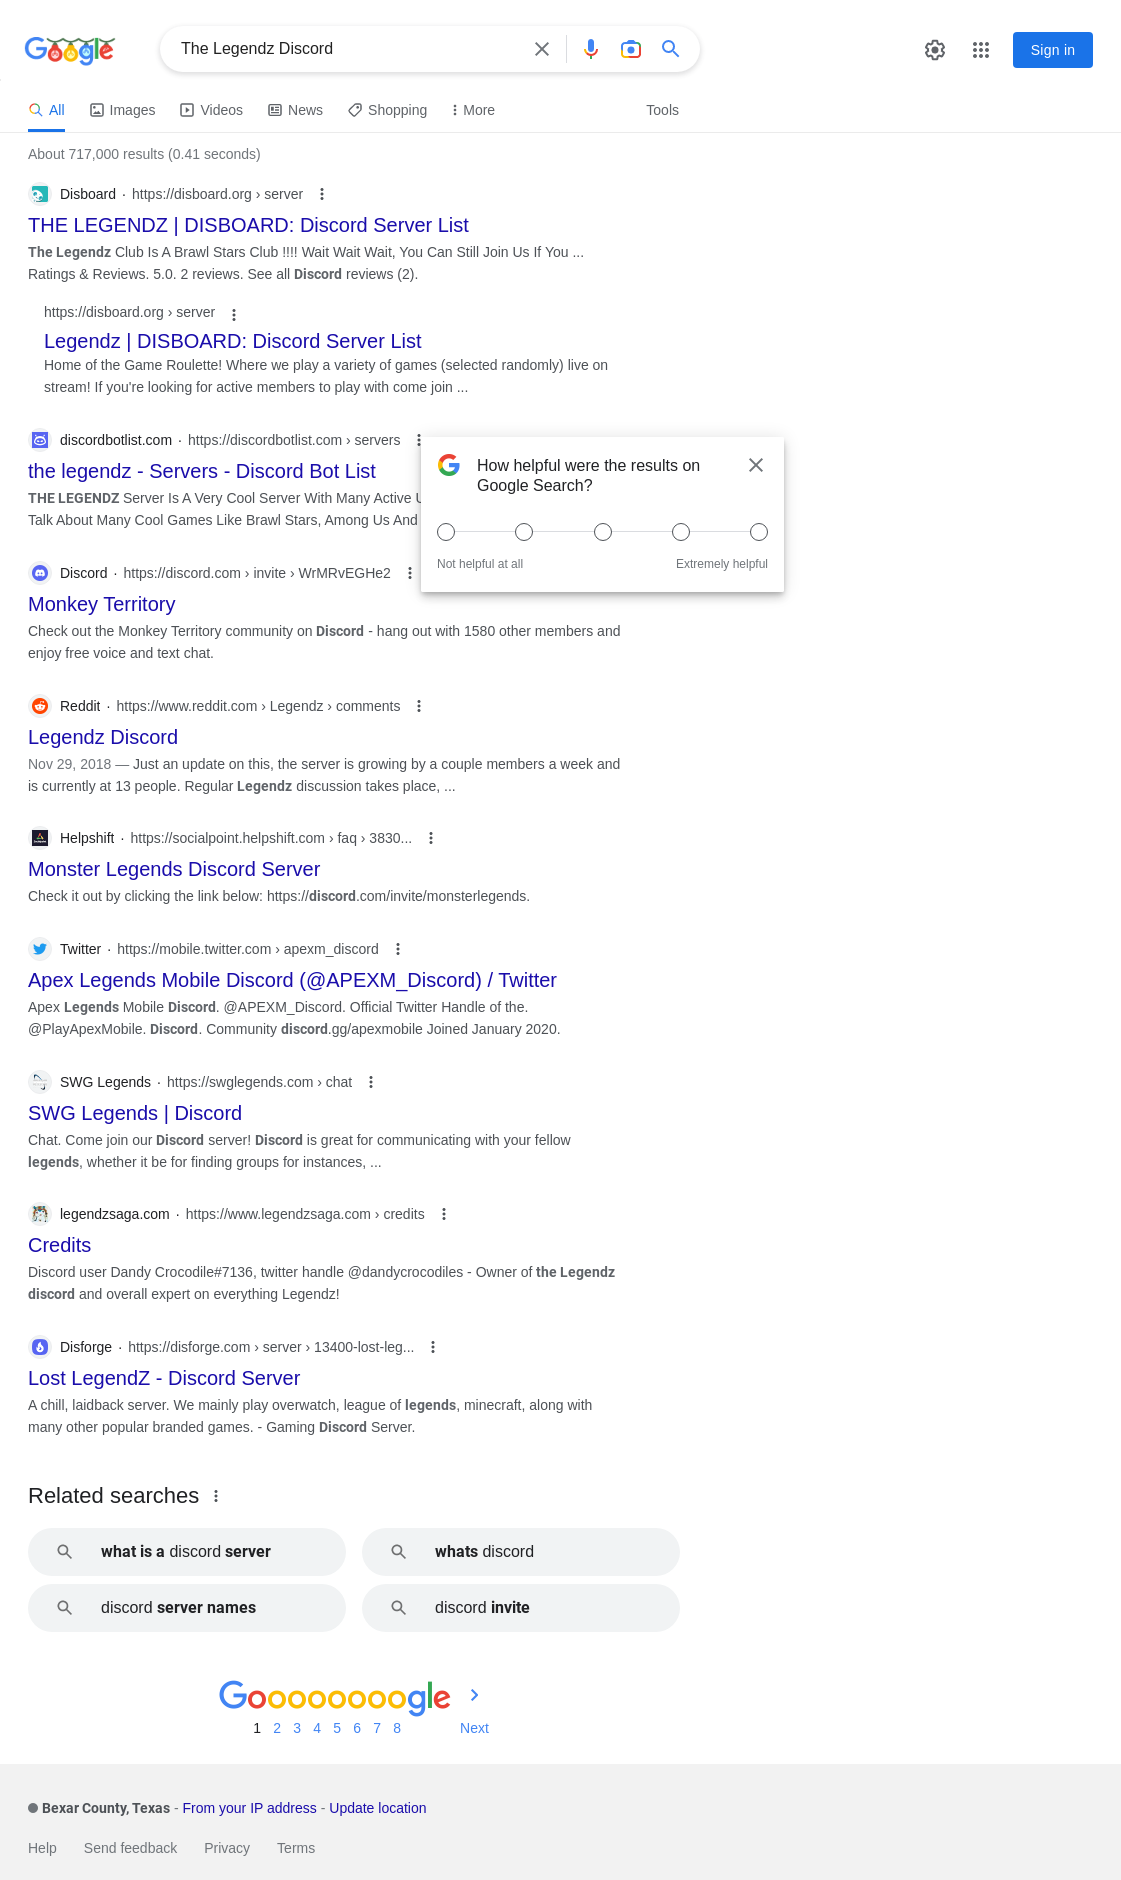 Google
The Legendz Discord
Sign in
All Images Videos News Shopping More Tools
About 717,000 results (0.41 seconds)
Disboard · https://disboard.org › server
THE LEGENDZ | DISBOARD: Discord Server List
The Legendz Club Is A Brawl Stars Club !!!! Wait Wait Wait, You Can Still Join Us If You ...
Ratings & Reviews. 5.0. 2 reviews. See all Discord reviews (2).
https://disboard.org › server
Legendz | DISBOARD: Discord Server List
Home of the Game Roulette! Where we play a variety of games (selected randomly) live on
stream! If you're looking for active members to play with come join ...
discordbotlist.com · https://discordbotlist.com › servers
the legendz - Servers - Discord Bot List
THE LEGENDZ Server Is A Very Cool Server With Many Active
Talk About Many Cool Games Like Brawl Stars, Among Us And
How helpful were the results on
Google Search?
Not helpful at all Extremely helpful
Discord · https://discord.com › invite › WrMRvEGHe2
Monkey Territory
Check out the Monkey Territory community on Discord - hang out with 1580 other members and
enjoy free voice and text chat.
Reddit · https://www.reddit.com › Legendz › comments
Legendz Discord
Nov 29, 2018 — Just an update on this, the server is growing by a couple members a week and
is currently at 13 people. Regular Legendz discussion takes place, ...
Helpshift · https://socialpoint.helpshift.com › faq › 3830...
Monster Legends Discord Server
Check it out by clicking the link below: https://discord.com/invite/monsterlegends.
Twitter · https://mobile.twitter.com › apexm_discord
Apex Legends Mobile Discord (@APEXM_Discord) / Twitter
Apex Legends Mobile Discord. @APEXM_Discord. Official Twitter Handle of the.
@PlayApexMobile. Discord. Community discord.gg/apexmobile Joined January 2020.
SWG Legends · https://swglegends.com › chat
SWG Legends | Discord
Chat. Come join our Discord server! Discord is great for communicating with your fellow
legends, whether it be for finding groups for instances, ...
legendzsaga.com · https://www.legendzsaga.com › credits
Credits
Discord user Dandy Crocodile#7136, twitter handle @dandycrocodiles - Owner of the Legendz
discord and overall expert on everything Legendz!
Disforge · https://disforge.com › server › 13400-lost-leg...
Lost LegendZ - Discord Server
A chill, laidback server. We mainly play overwatch, league of legends, minecraft, along with
many other popular branded games. - Gaming Discord Server.
Related searches
what is a discord server
whats discord
discord server names
discord invite
Goooooooogle
1 2 3 4 5 6 7 8 Next
Bexar County, Texas - From your IP address - Update location
Help Send feedback Privacy Terms